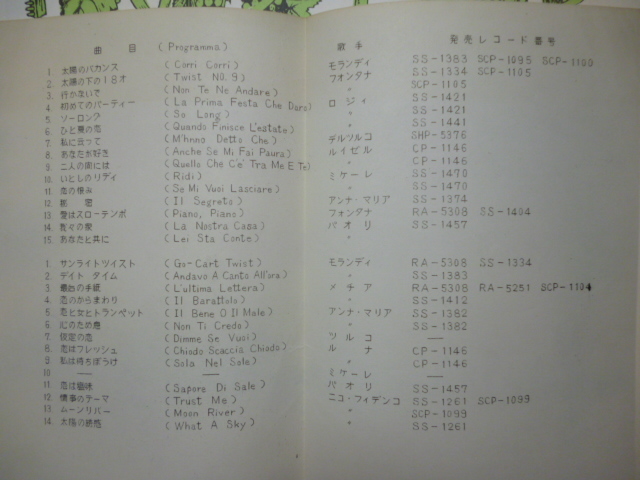 曲目 (Programma) 歌手 発売レコード番号
1. 太陽のバカンス (Corri Corri) モランディ SS-1383 SCP-1095 SCP-1100
2. 太陽の下の18才 (Twist NO.9) フォンタナ SS-1334 SCP-1105
3. 行かないで (Non Te Ne Andare) 〃 SCP-1105
4. 初めてのパーティー (La Prima Festa Che Daro) ロジィ SS-1421
5. ソーロング (So Long) 〃 SS-1421
6. ひと夏の恋 (Quando Finisce L'estate) 〃 SS-1441
7. 私に云って (M'hnno Detto Che) デルツルコ SHP-5376
8. あなたが好き (Anche Se Mi Fai Paura) ルイゼル CP-1146
9. 二人の間には (Quello Che C'e' Tra Me E Te) 〃 CP-1146
10. いとしのリディ (Ridi) ミケーレ SS-1470
11. 恋の (Se Mi Vuoi Lasciare) 〃 SS-1470
12. 秘密 (Il Segreto) アンナ・マリア SS-1374
13. 愛はスローテンポ (Piano, Piano) フォンタナ RA-5308 SS-1404
14. 我々の家 (La Nostra Casa) パオリ SS-1457
15. あなたと共に (Lei Sta Conte) 〃
1. サンライトツイスト (Go-Cart Twist) モランディ RA-5308 SS-1334
2. デイト タイム (Andavo A Canto All'ora) 〃 SS-1383
3. 最后の手紙 (L'ultima Lettera) メチア RA-5308 RA-5251 SCP-1104
4. 恋のからまわり (Il Barattolo) 〃 SS-1412
5. 恋と女とトランペット (Il Bene O Il Male) アンナ・マリア SS-1382
6. 心のため (Non Ti Credo) 〃 SS-1382
7. 仮定の恋 (Dimme Se Vuoi) ツルコ —
8. 恋はフレッシュ (Chiodo Scaccia Chiodo) ルナ CP-1146
9. 私は待ちぼうけ (Sola Nel Sole) 〃 CP-1146
10. — ミケーレ —
11. 恋は塩味 (Sapore Di Sale) パオリ SS-1457
12. 情事のテーマ (Trust Me) ニコ・フィデンコ SS-1261 SCP-1099
13. ムーンリバー (Moon River) 〃 SCP-1099
14. 太陽の誘惑 (What A Sky) 〃 SS-1261